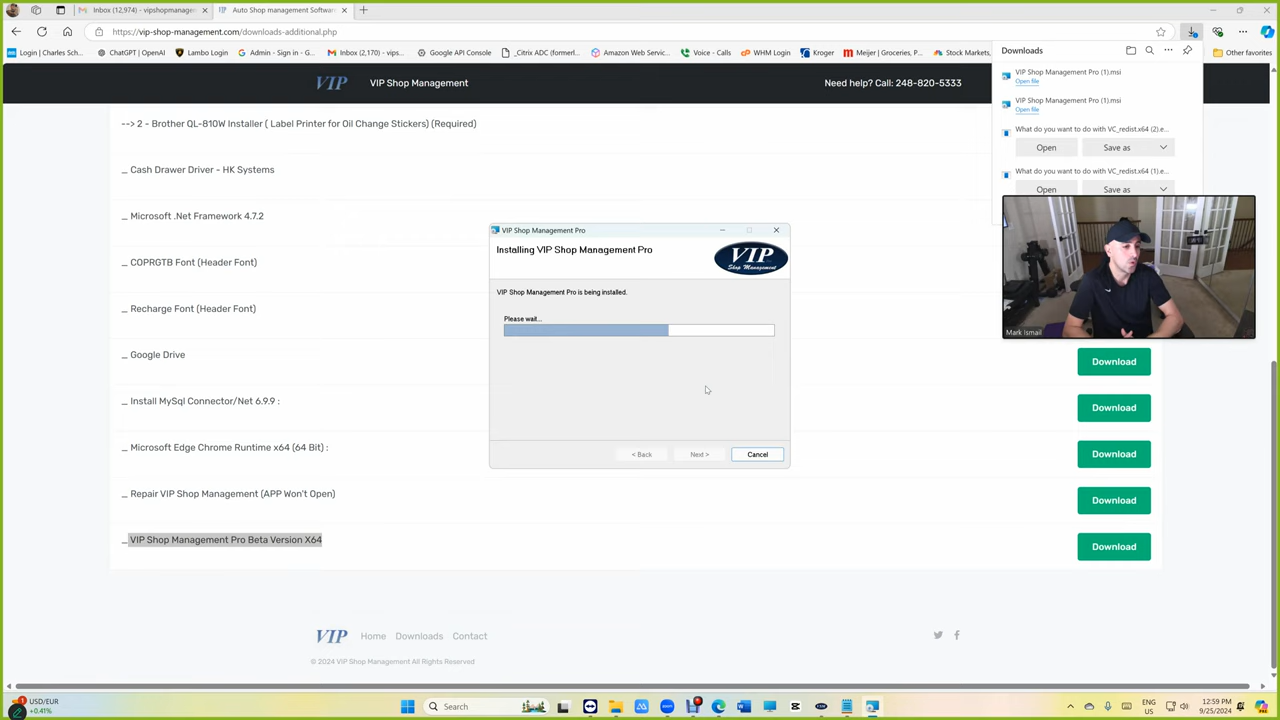 Inbox (12,974) - vipshopmanage
Auto Shop management Softwar
https://vip-shop-management.com/downloads-additional.php
Login | Charles Sch...
ChatGPT | OpenAI
Lambo Login
Admin - Sign in - G...
Inbox (2,170) - vips...
Google API Console
_Citrix ADC (formerl...
Amazon Web Servic...
Voice - Calls
WHM Login
Kroger
Meijer | Groceries, P...
Stock Markets,
Other favorites
VIP
VIP Shop Management
Need help? Call: 248-820-5333
Downloads
VIP Shop Management Pro (1).msi
Open file
VIP Shop Management Pro (1).msi
Open file
What do you want to do with VC_redist.x64 (2).e...
Open
Save as
What do you want to do with VC_redist.x64 (1).e...
Open
Save as
Mark Ismail
--> 2 - Brother QL-810W Installer ( Label Printer for Oil Change Stickers) (Required)
_ Cash Drawer Driver - HK Systems
_ Microsoft .Net Framework 4.7.2
_ COPRGTB Font (Header Font)
_ Recharge Font (Header Font)
_ Google Drive
Download
_ Install MySql Connector/Net 6.9.9 :
Download
_ Microsoft Edge Chrome Runtime x64 (64 Bit) :
Download
_ Repair VIP Shop Management (APP Won't Open)
Download
_ VIP Shop Management Pro Beta Version X64
Download
VIP Shop Management Pro
Installing VIP Shop Management Pro
VIP
Shop Management
VIP Shop Management Pro is being installed.
Please wait...
< Back
Next >
Cancel
VIP
Home
Downloads
Contact
© 2024 VIP Shop Management All Rights Reserved
USD/EUR
+0.41%
Search
ENG
US
12:59 PM
9/25/2024